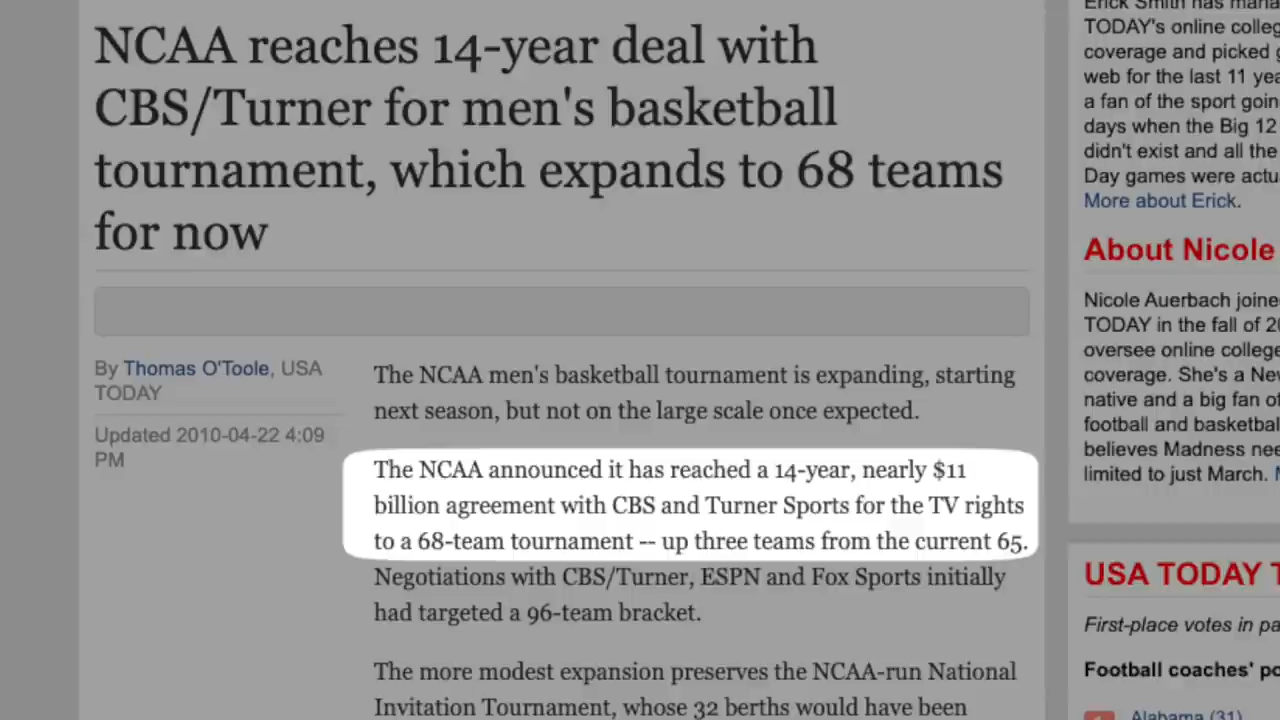 NCAA reaches 14-year deal with
CBS/Turner for men's basketball
tournament, which expands to 68 teams
for now
By Thomas O'Toole, USA
TODAY
Updated 2010-04-22 4:09
PM
The NCAA men's basketball tournament is expanding, starting
next season, but not on the large scale once expected.
The NCAA announced it has reached a 14-year, nearly $11
billion agreement with CBS and Turner Sports for the TV rights
to a 68-team tournament -- up three teams from the current 65.
Negotiations with CBS/Turner, ESPN and Fox Sports initially
had targeted a 96-team bracket.
The more modest expansion preserves the NCAA-run National
Invitation Tournament, whose 32 berths would have been
Erick Smith has
TODAY's online
coverage and picked
web for the last 11
a fan of the sport
days when the Big 12
didn't exist and all the
Day games were
More about Erick.
About Nicole
Nicole Auerbach
TODAY in the fall of
oversee online
coverage. She's a
native and a big fan
football and
believes Madness
limited to just March.
USA TODAY
First-place votes in
Football coaches'
Alabama (31)